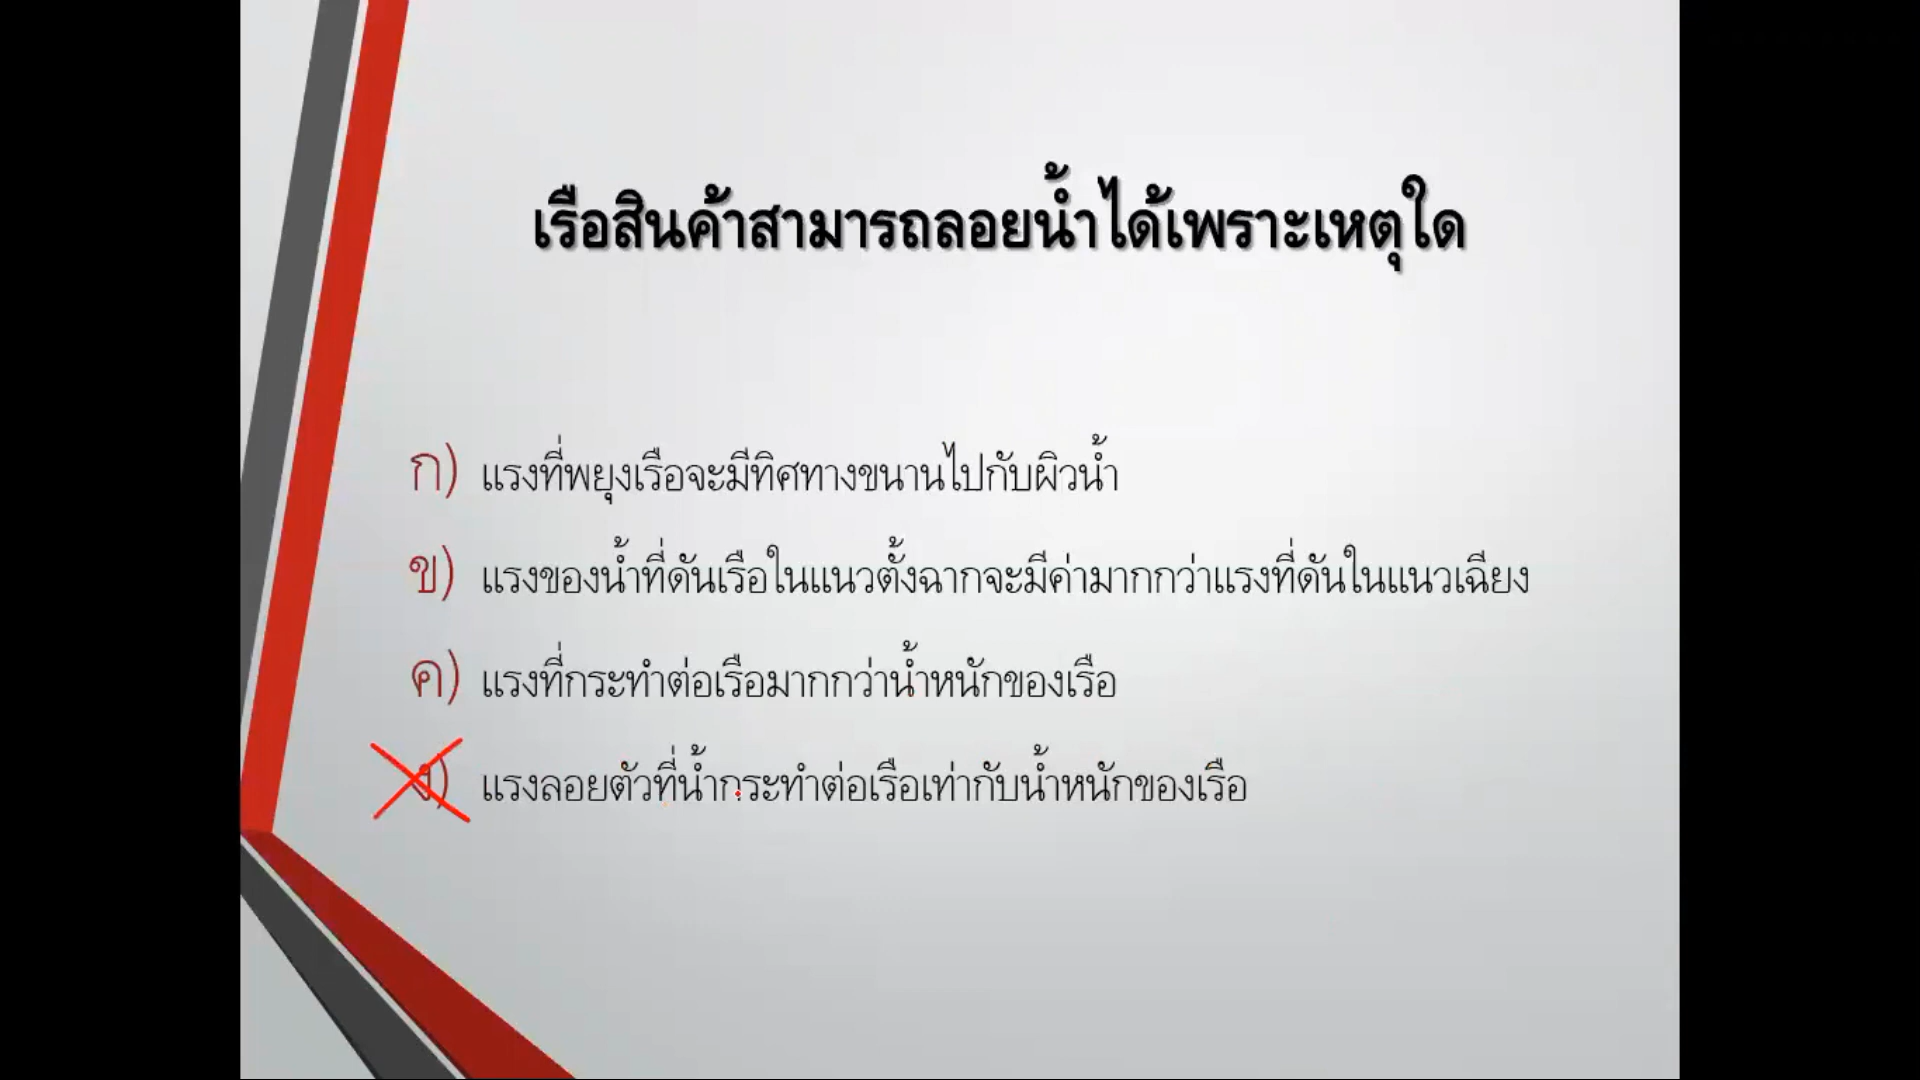 เรือสินค้าสามารถลอยน้ำได้เพราะเหตุใด
ก) แรงที่พยุงเรือจะมีทิศทางขนานไปกับผิวน้ำ
ข) แรงของน้ำที่ดันเรือในแนวตั้งฉากจะมีค่ามากกว่าแรงที่ดันในแนวเฉียง
ค) แรงที่กระทำต่อเรือมากกว่าน้ำหนักของเรือ
ง) แรงลอยตัวที่น้ำกระทำต่อเรือเท่ากับน้ำหนักของเรือ